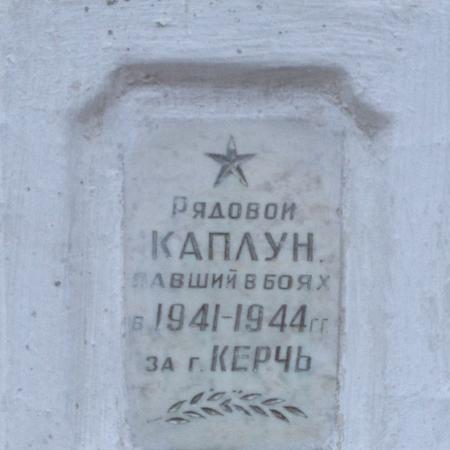 Рядовой
КАПЛУН.
ПАВШИЙ В БОЯХ
В 1941-1944 ГГ
ЗА Г. КЕРЧЬ